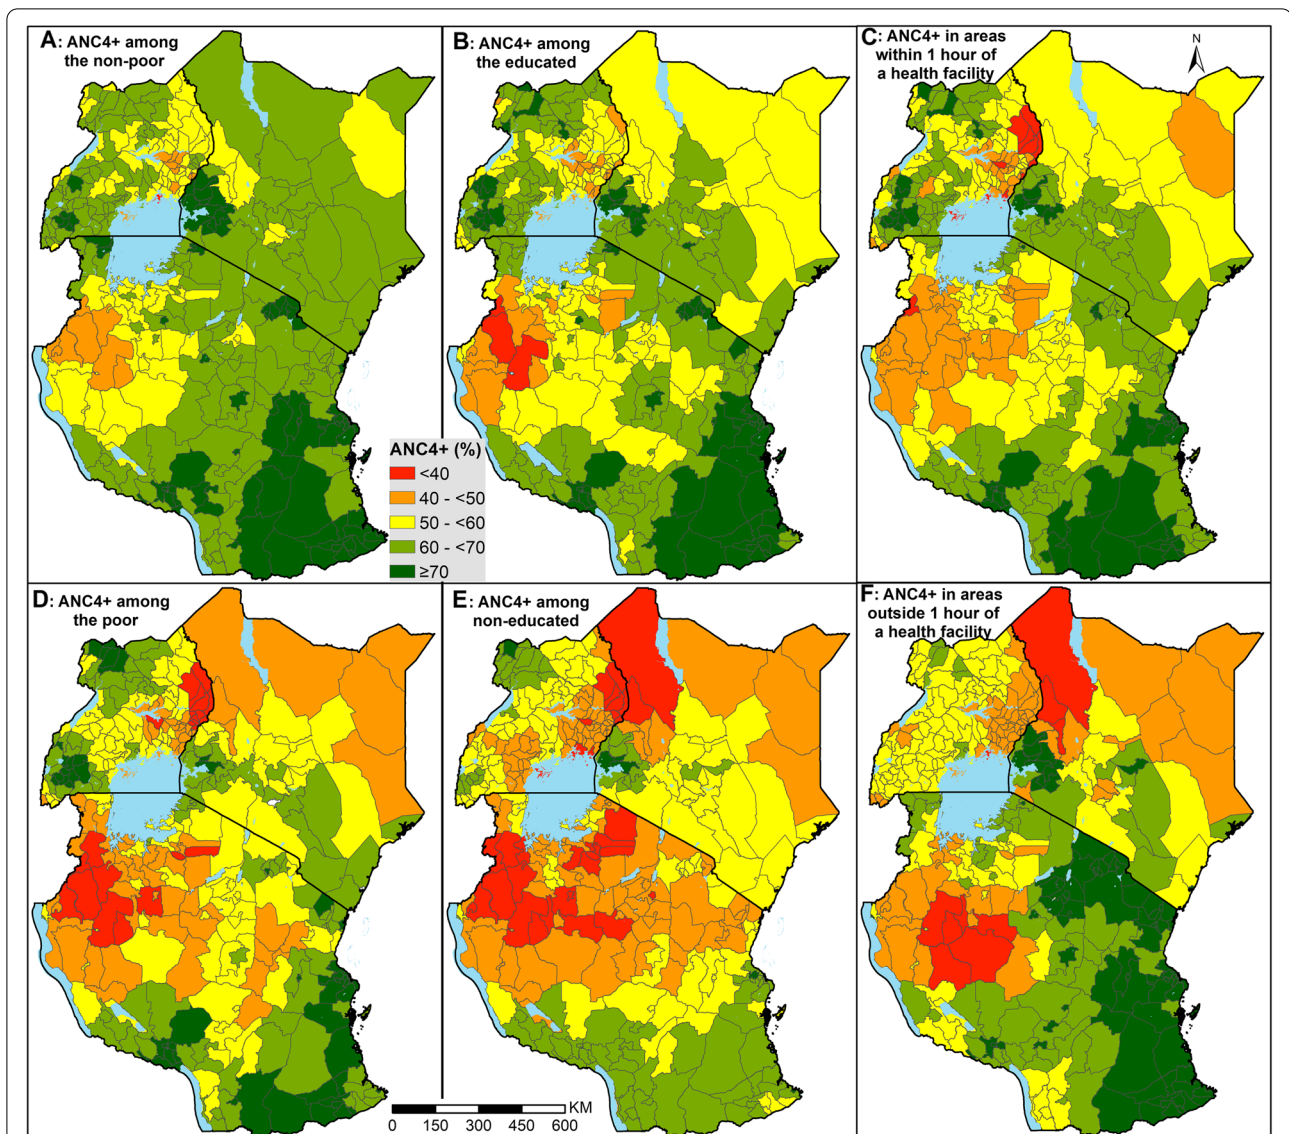 A: ANC4+ among
the non-poor
B: ANC4+ among
the educated
C: ANC4+ in areas
within 1 hour of
a health facility
N
ANC4+ (%)
<40
40 - <50
50 - <60
60 - <70
≥70
D: ANC4+ among
the poor
E: ANC4+ among
non-educated
F: ANC4+ in areas
outside 1 hour of
a health facility
KM
0 150 300 450 600